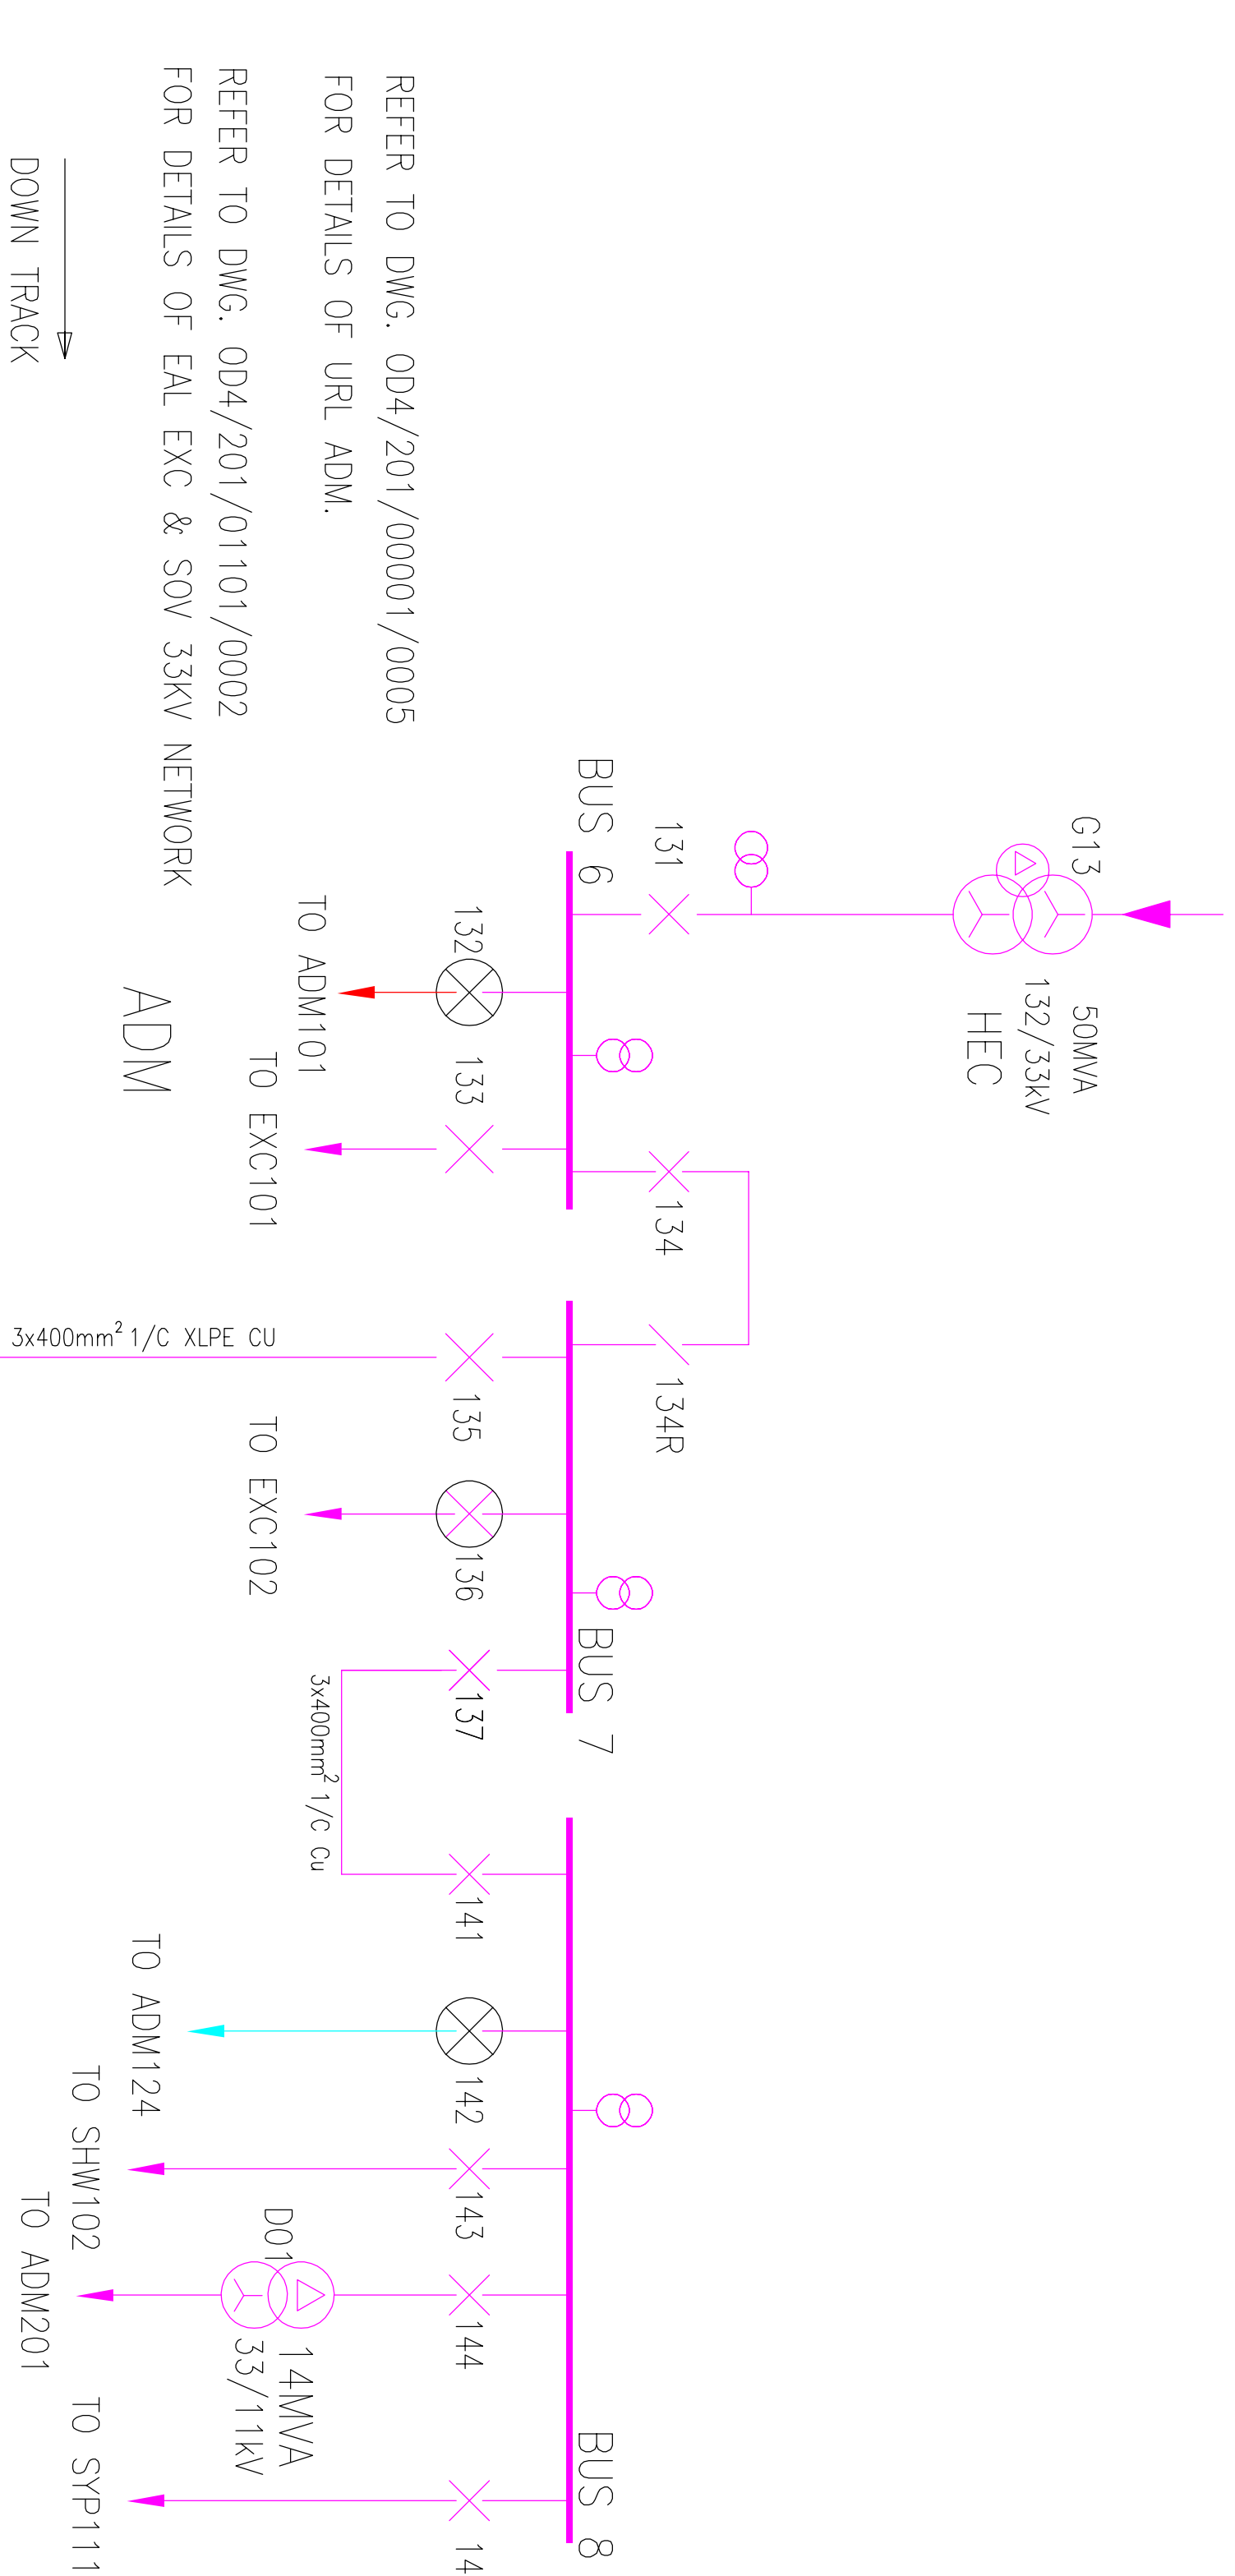 G13
50MVA
132/33kV
HEC
131
BUS 6
132
133
134
134R
TO ADM101
TO EXC101
ADM
REFER TO DWG. OD4/201/00001/0005
FOR DETAILS OF URL ADM.
REFER TO DWG. OD4/201/01101/0002
FOR DETAILS OF EAL EXC & SOV 33KV NETWORK
DOWN TRACK
3x400mm² 1/C XLPE CU
135
136
TO EXC102
BUS 7
137
3x400mm² 1/C Cu
141
142
TO ADM124
143
TO SHW102
D01
14MVA
33/11kV
144
TO ADM201
BUS 8
14
TO SYP111